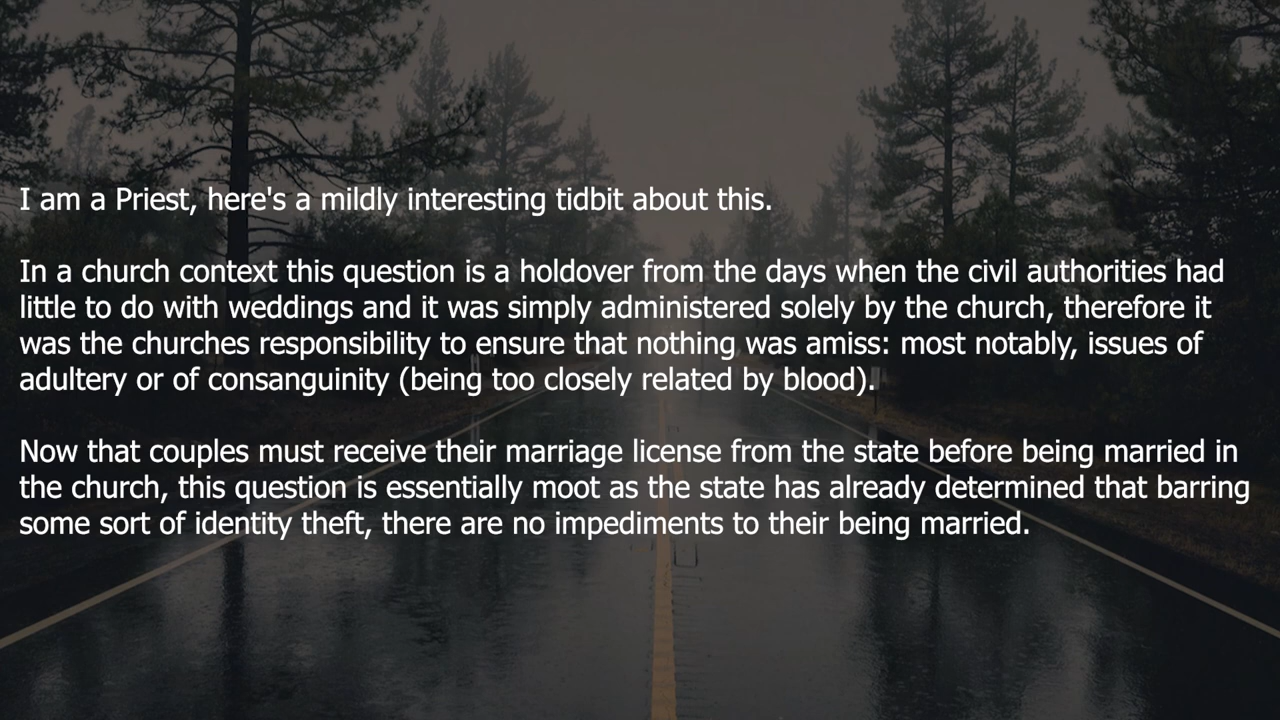 I am a Priest, here's a mildly interesting tidbit about this.
In a church context this question is a holdover from the days when the civil authorities had
little to do with weddings and it was simply administered solely by the church, therefore it
was the churches responsibility to ensure that nothing was amiss: most notably, issues of
adultery or of consanguinity (being too closely related by blood).
Now that couples must receive their marriage license from the state before being married in
the church, this question is essentially moot as the state has already determined that barring
some sort of identity theft, there are no impediments to their being married.